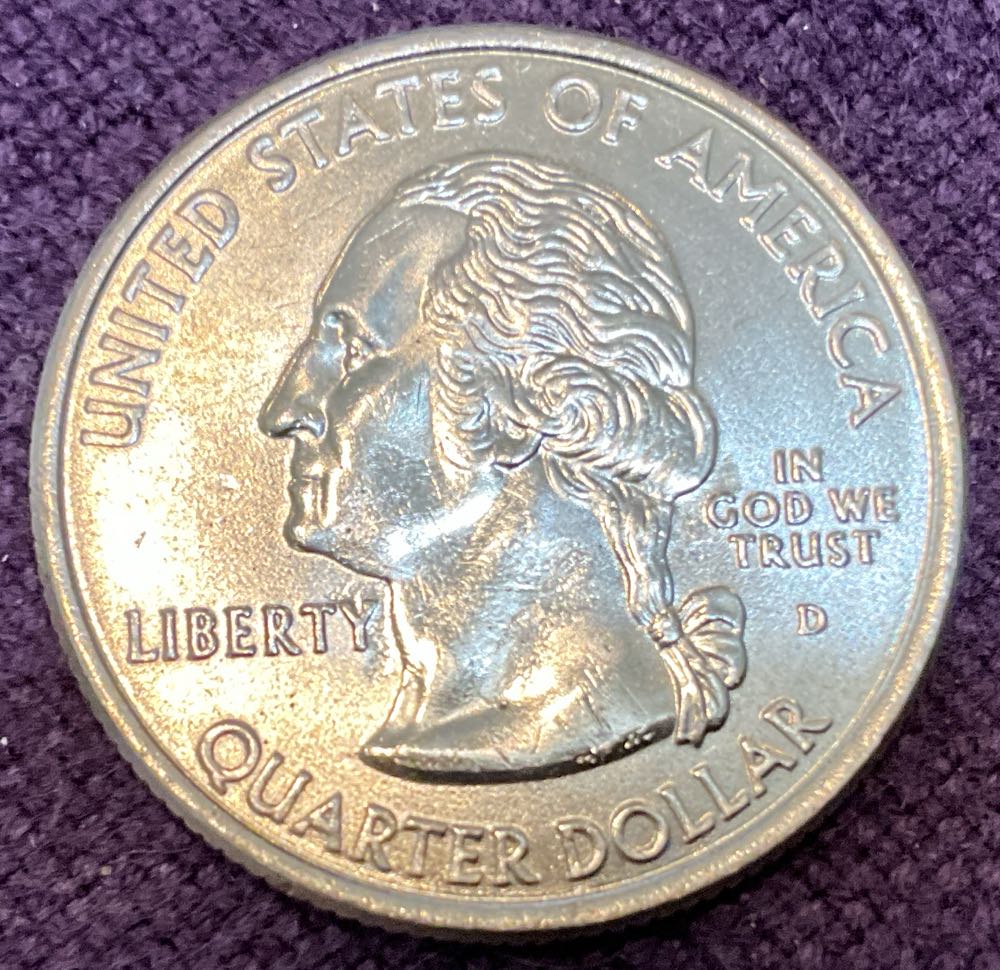 UNITED STATES OF AMERICA
IN
GOD WE
TRUST
LIBERTY
D
QUARTER DOLLAR